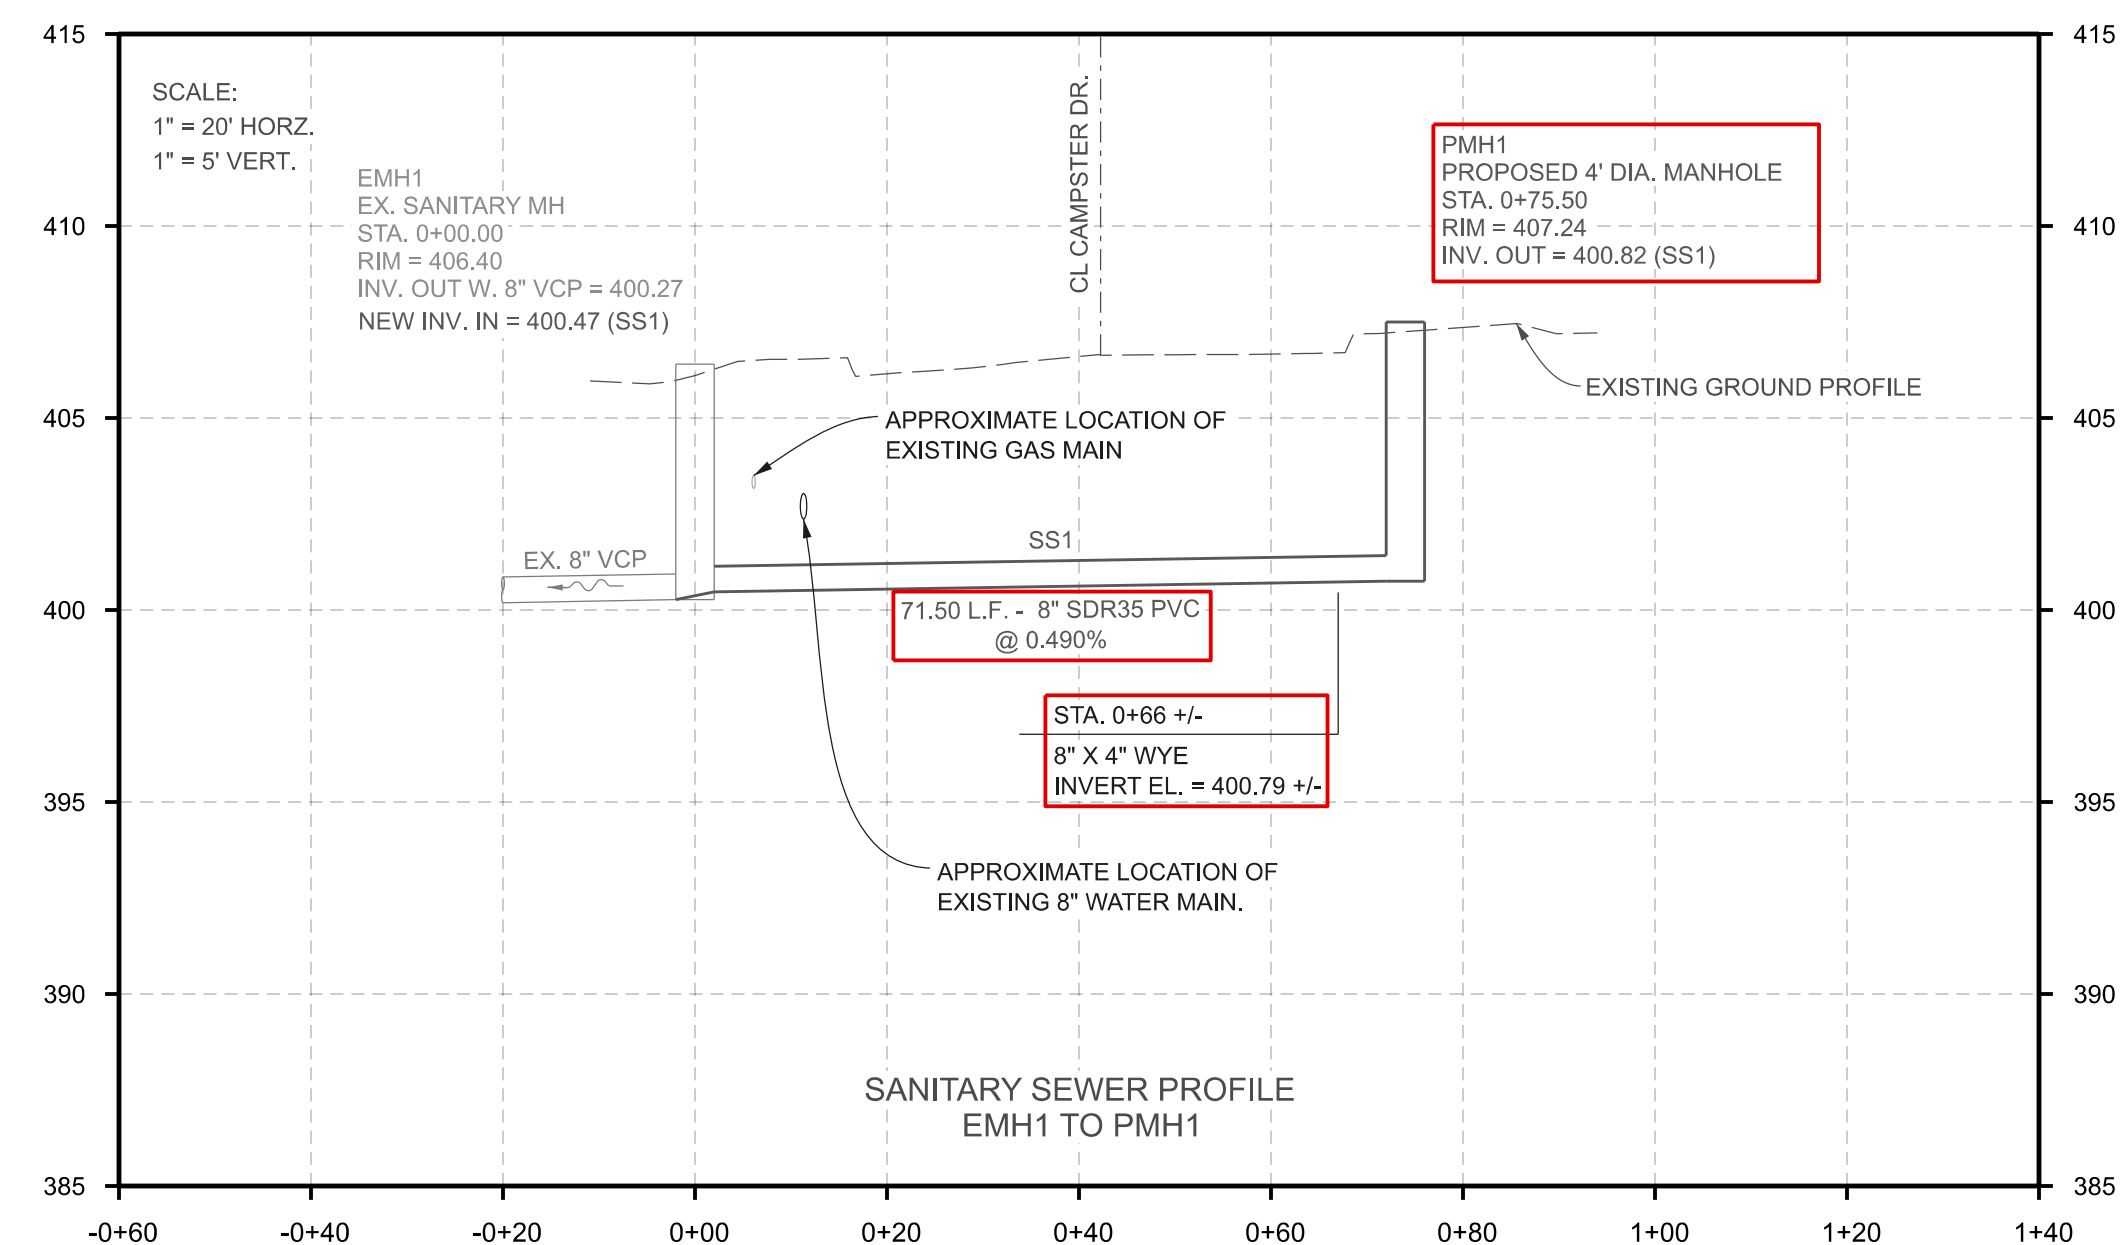 415
415
SCALE:
1" = 20' HORZ.
1" = 5' VERT.
EMH1
EX. SANITARY MH
STA. 0+00.00
RIM = 406.40
INV. OUT W. 8" VCP = 400.27
NEW INV. IN = 400.47 (SS1)
CL CAMPSTER DR.
PMH1
PROPOSED 4' DIA. MANHOLE
STA. 0+75.50
RIM = 407.24
INV. OUT = 400.82 (SS1)
410
410
EXISTING GROUND PROFILE
405
405
APPROXIMATE LOCATION OF
EXISTING GAS MAIN
SS1
EX. 8" VCP
400
400
71.50 L.F. - 8" SDR35 PVC
@ 0.490%
STA. 0+66 +/-
8" X 4" WYE
INVERT EL. = 400.79 +/-
395
395
APPROXIMATE LOCATION OF
EXISTING 8" WATER MAIN.
390
390
SANITARY SEWER PROFILE
EMH1 TO PMH1
385
385
-0+60 -0+40 -0+20 0+00 0+20 0+40 0+60 0+80 1+00 1+20 1+40